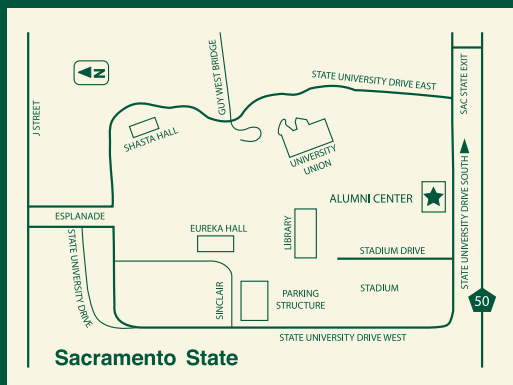 N
J STREET
GUY WEST BRIDGE
STATE UNIVERSITY DRIVE EAST
SAC STATE EXIT
SHASTA HALL
UNIVERSITY
UNION
ALUMNI CENTER
STATE UNIVERSITY DRIVE SOUTH
ESPLANADE
STATE UNIVERSITY DRIVE
EUREKA HALL
LIBRARY
STADIUM DRIVE
STADIUM
SINCLAIR
PARKING
STRUCTURE
50
STATE UNIVERSITY DRIVE WEST
Sacramento State